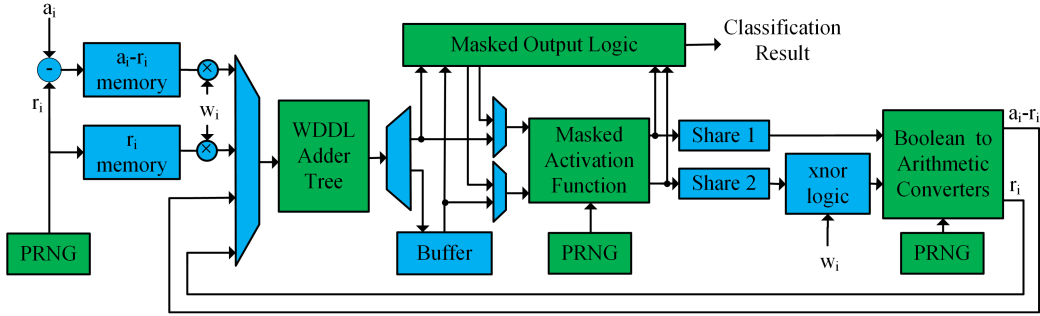 aᵢ
-
rᵢ
PRNG
aᵢ-rᵢ
memory
rᵢ
memory
×
wᵢ
×
WDDL
Adder
Tree
Masked Output Logic
Classification
Result
Buffer
Masked
Activation
Function
PRNG
Share 1
Share 2
xnor
logic
wᵢ
Boolean to
Arithmetic
Converters
PRNG
aᵢ-rᵢ
rᵢ